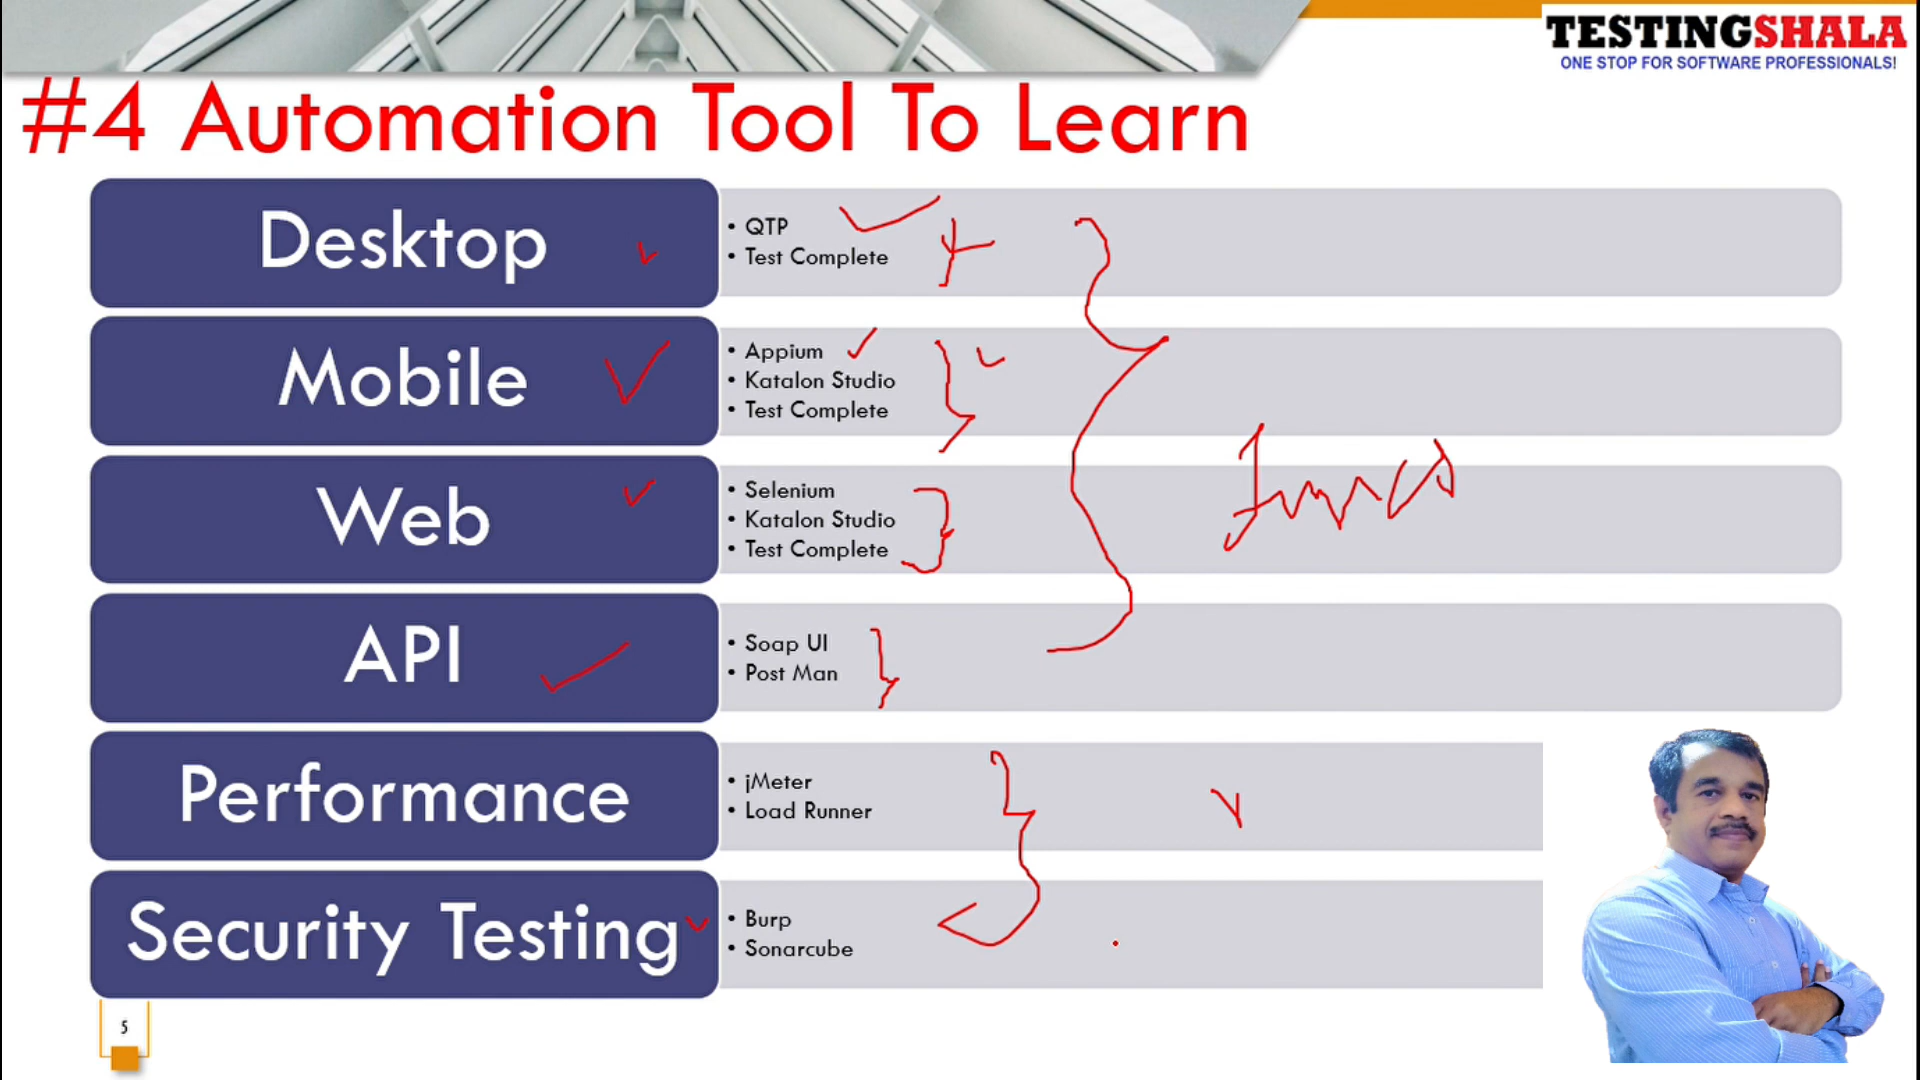 TESTINGSHALA
ONE STOP FOR SOFTWARE PROFESSIONALS!
#4 Automation Tool To Learn
Desktop
• QTP
• Test Complete
Mobile
• Appium
• Katalon Studio
• Test Complete
Web
• Selenium
• Katalon Studio
• Test Complete
API
• Soap UI
• Post Man
Performance
• jMeter
• Load Runner
Security Testing
• Burp
• Sonarcube
5